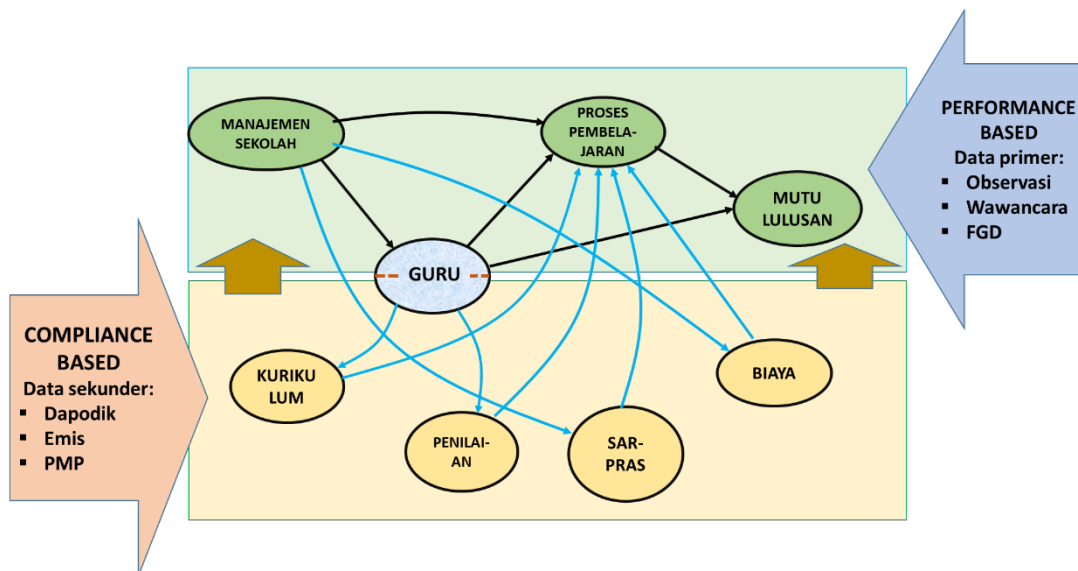 MANAJEMEN
SEKOLAH
PROSES
PEMBELA-
JARAN
MUTU
LULUSAN
GURU
PERFORMANCE
BASED
Data primer:
▪ Observasi
▪ Wawancara
▪ FGD
COMPLIANCE
BASED
Data sekunder:
▪ Dapodik
▪ Emis
▪ PMP
KURIKU
LUM
PENILAI-
AN
SAR-
PRAS
BIAYA